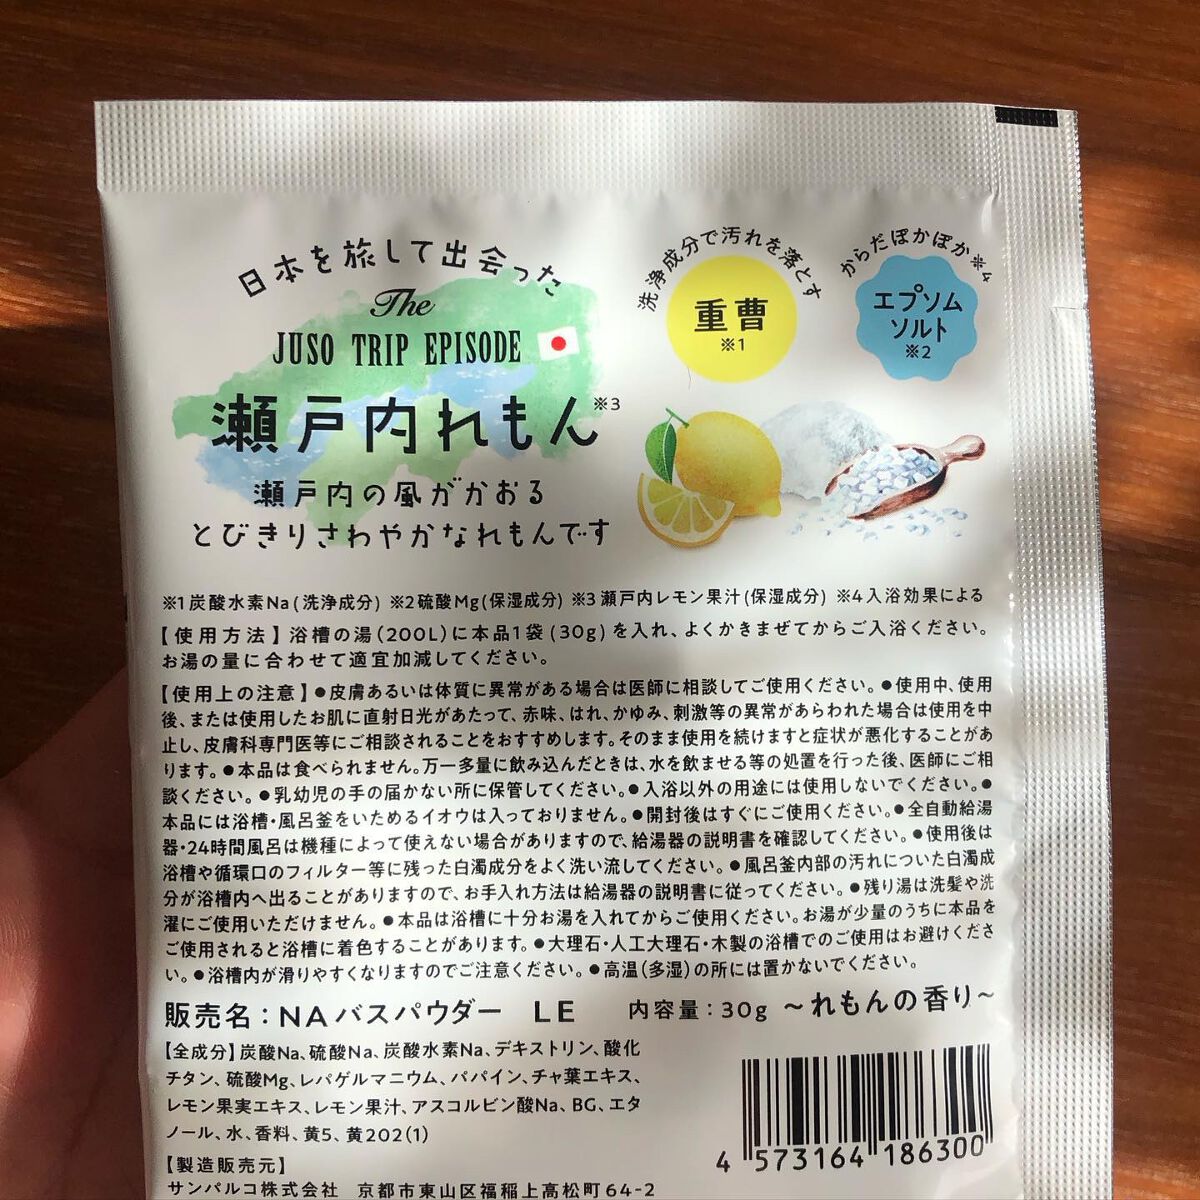 日本を旅して出会った
The
JUSO TRIP EPISODE
瀬戸内れもん※3
瀬戸内の風がかおる
とびきりさわやかなれもんです
洗浄成分で汚れを落とす
重曹
※1
からだぽかぽか※4
エプソム
ソルト
※2
※1炭酸水素Na(洗浄成分) ※2硫酸Mg(保湿成分) ※3瀬戸内レモン果汁(保湿成分) ※4入浴効果による
【使用方法】浴槽の湯(200L)に本品1袋(30g)を入れ、よくかきまぜてからご入浴ください。
お湯の量に合わせて適宜加減してください。
【使用上の注意】●皮膚あるいは体質に異常がある場合は医師に相談してご使用ください。●使用中、使用
後、または使用したお肌に直射日光があたって、赤味、はれ、かゆみ、刺激等の異常があらわれた場合は使用を中
止し、皮膚科専門医等にご相談されることをおすすめします。そのまま使用を続けますと症状が悪化することがあ
ります。●本品は食べられません。万一多量に飲み込んだときは、水を飲ませる等の処置を行った後、医師にご相
談ください。●乳幼児の手の届かない所に保管してください。●入浴以外の用途には使用しないでください。●
本品には浴槽・風呂釜をいためるイオウは入っておりません。●開封後はすぐにご使用ください。●全自動給湯
器・24時間風呂は機種によって使えない場合がありますので、給湯器の説明書を確認してください。●使用後は
浴槽や循環口のフィルター等に残った白濁成分をよく洗い流してください。●風呂釜内部の汚れについた白濁成
分が浴槽内へ出ることがありますので、お手入れ方法は給湯器の説明書に従ってください。●残り湯は洗髪や洗
濯にご使用いただけません。●本品は浴槽に十分お湯を入れてからご使用ください。お湯が少量のうちに本品を
ご使用されると浴槽に着色することがあります。●大理石・人工大理石・木製の浴槽でのご使用はお避けくださ
い。●浴槽内が滑りやすくなりますのでご注意ください。●高温(多湿)の所には置かないでください。
販売名：NAバスパウダー LE 内容量：30g 〜れもんの香り〜
【全成分】炭酸Na、硫酸Na、炭酸水素Na、デキストリン、酸化
チタン、硫酸Mg、レパゲルマニウム、パパイン、チャ葉エキス、
レモン果実エキス、レモン果汁、アスコルビン酸Na、BG、エタ
ノール、水、香料、黄5、黄202(1)
【製造販売元】
サンパルコ株式会社 京都市東山区福稲上高松町64-2
4 573164 186300